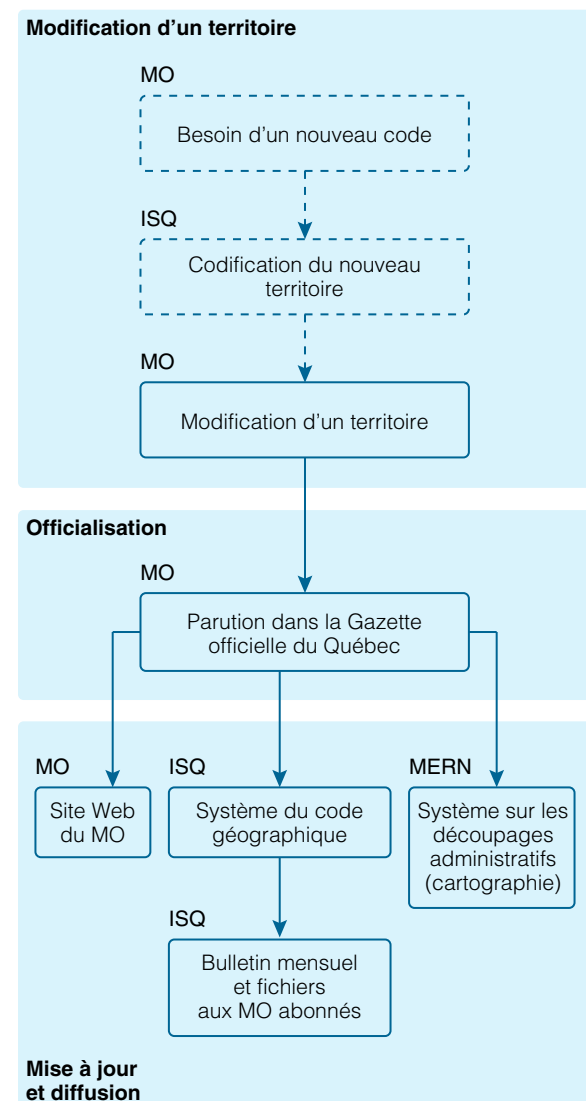 Modification d’un territoire
MO
Besoin d’un nouveau code
ISQ
Codification du nouveau
territoire
MO
Modification d’un territoire
Officialisation
MO
Parution dans la Gazette
officielle du Québec
MO
Site Web
du MO
ISQ
Système du code
géographique
MERN
Système sur les
découpages
administratifs
(cartographie)
ISQ
Bulletin mensuel
et fichiers
aux MO abonnés
Mise à jour
et diffusion